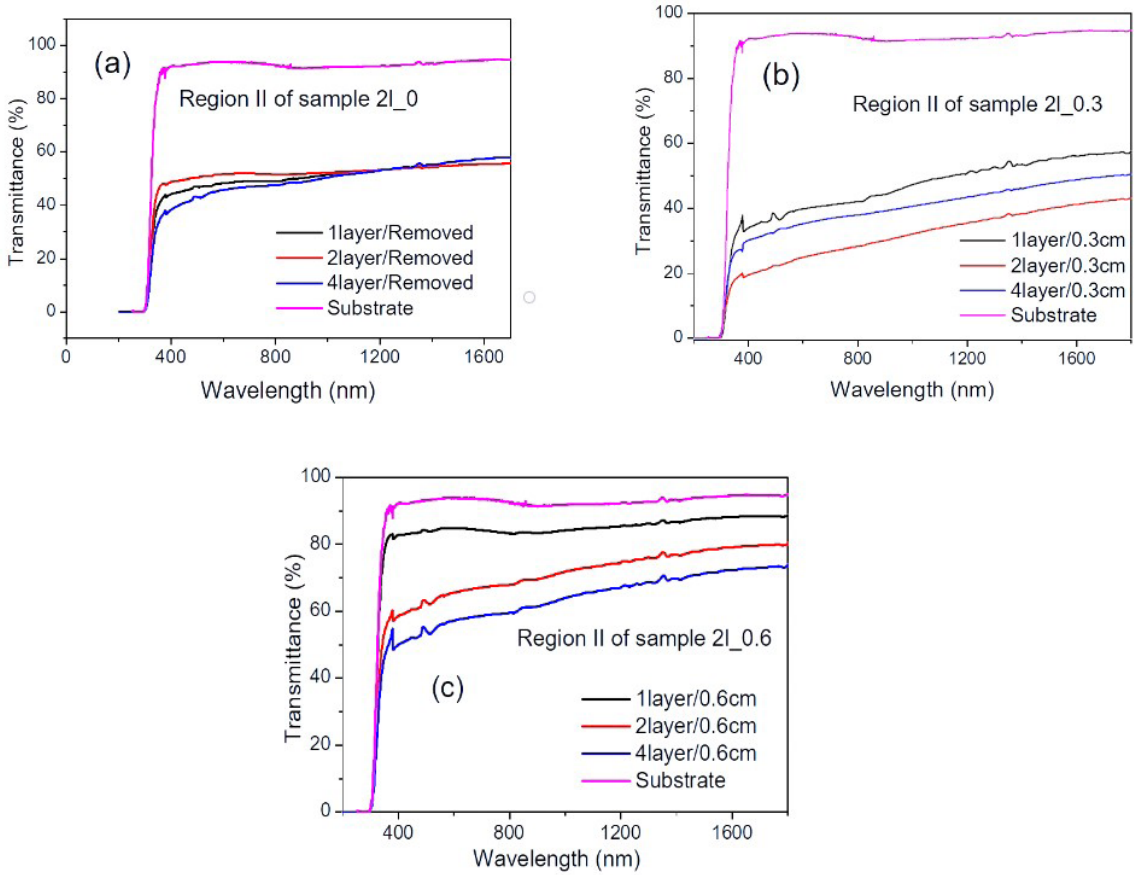 (a)
Region II of sample 2I_0
Transmittance (%)
100
80
60
40
20
0
1layer/Removed
2layer/Removed
4layer/Removed
Substrate
0
400
800
1200
1600
Wavelength (nm)
(b)
Region II of sample 2I_0.3
Transmittance (%)
100
80
60
40
20
0
1layer/0.3cm
2layer/0.3cm
4layer/0.3cm
Substrate
400
800
1200
1600
Wavelength (nm)
Transmittance (%)
100
80
60
40
20
0
Region II of sample 2I_0.6
(c)
1layer/0.6cm
2layer/0.6cm
4layer/0.6cm
Substrate
400
800
1200
1600
Wavelength (nm)